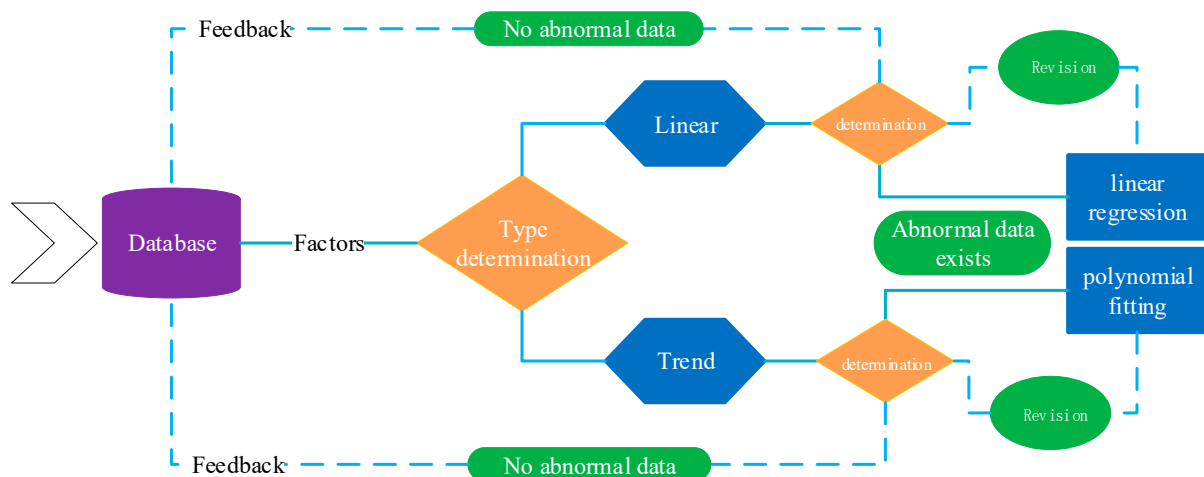 Feedback
No abnormal data
Revision
Linear
determination
linear
regression
Database
Factors
Type
determination
Abnormal data
exists
polynomial
fitting
Trend
determination
Revision
Feedback
No abnormal data